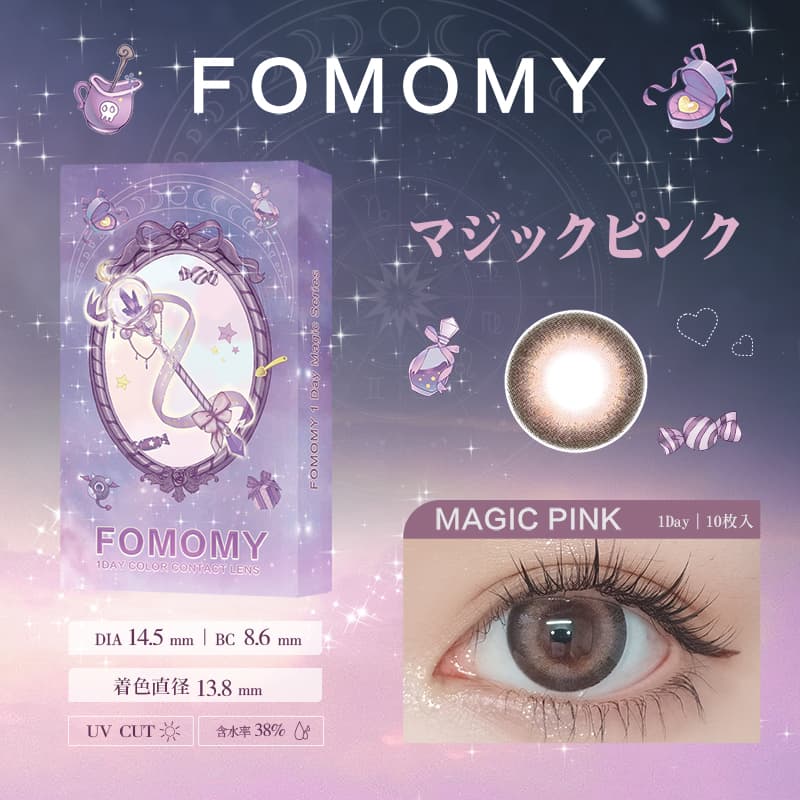 FOMOMY
マジックピンク
FOMOMY 1 Day Magic Series
FOMOMY
1DAY COLOR CONTACT LENS
MAGIC PINK 1Day | 10枚入
DIA 14.5 mm | BC 8.6 mm
着色直径 13.8 mm
UV CUT
含水率 38%